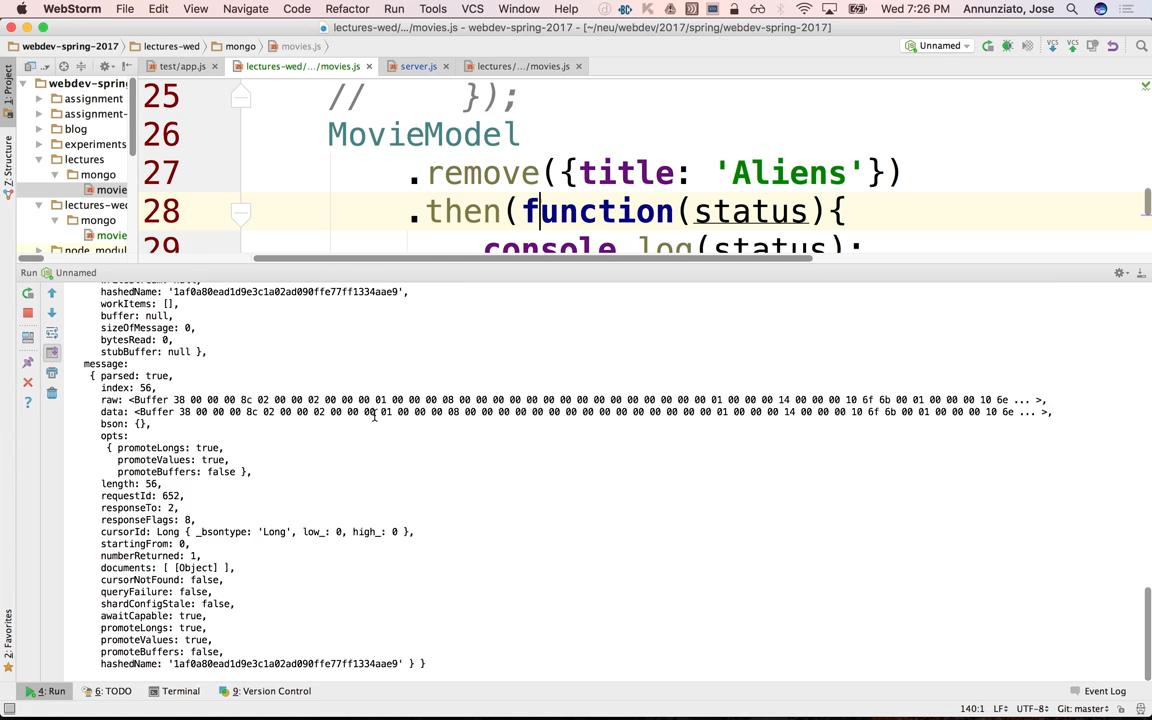 WebStorm File Edit View Navigate Code Refactor Run Tools VCS Window Help Wed 7:26 PM Annunziato, Jose
lectures-wed/.../movies.js - webdev-spring-2017 - [~/neu/webdev/2017/spring/webdev-spring-2017]
webdev-spring-2017 lectures-wed mongo movies.js Unnamed
test/app.js lectures-wed/.../movies.js server.js lectures/.../movies.js
1: Project
Z: Structure
2: Favorites
webdev-sprin
assignment
assignment-
blog
experiments
lectures
mongo
movie
lectures-wed
mongo
movie
node_modul
25 // });
26 MovieModel
27 .remove({title: 'Aliens'})
28 .then(function(status){
29 console.log(status);
Run Unnamed
hashedName: '1af0a80ead1d9e3c1a02ad090ffe77ff1334aae9',
workItems: [],
buffer: null,
sizeOfMessage: 0,
bytesRead: 0,
stubBuffer: null },
message:
{ parsed: true,
index: 56,
raw: <Buffer 38 00 00 00 8c 02 00 00 02 00 00 00 01 00 00 00 08 00 00 00 00 00 00 00 00 00 00 00 00 00 00 00 01 00 00 00 14 00 00 00 10 6f 6b 00 01 00 00 00 10 6e ... >,
data: <Buffer 38 00 00 00 8c 02 00 00 02 00 00 00 01 00 00 00 08 00 00 00 00 00 00 00 00 00 00 00 00 00 00 00 01 00 00 00 14 00 00 00 10 6f 6b 00 01 00 00 00 10 6e ... >,
bson: {},
opts:
{ promoteLongs: true,
promoteValues: true,
promoteBuffers: false },
length: 56,
requestId: 652,
responseTo: 2,
responseFlags: 8,
cursorId: Long { _bsontype: 'Long', low_: 0, high_: 0 },
startingFrom: 0,
numberReturned: 1,
documents: [ [Object] ],
cursorNotFound: false,
queryFailure: false,
shardConfigStale: false,
awaitCapable: true,
promoteLongs: true,
promoteValues: true,
promoteBuffers: false,
hashedName: '1af0a80ead1d9e3c1a02ad090ffe77ff1334aae9' } }
4: Run 6: TODO Terminal 9: Version Control Event Log
140:1 LF÷ UTF-8÷ Git: master÷